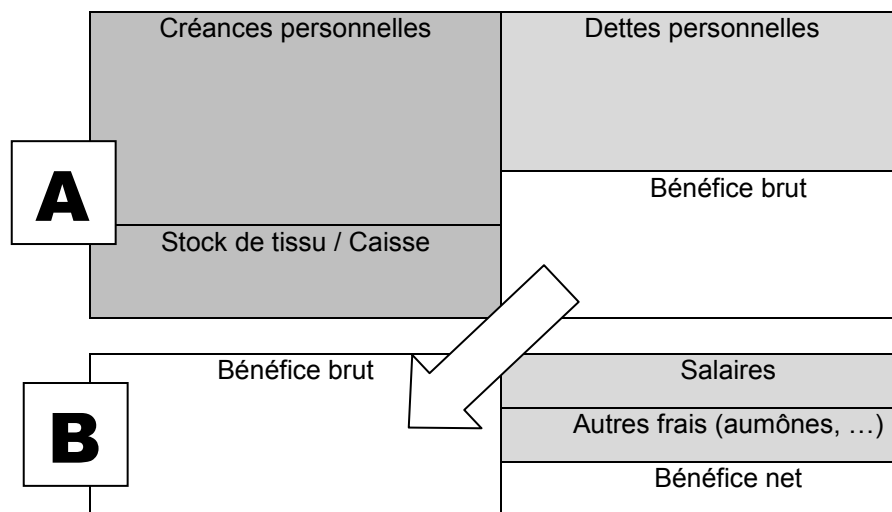 Créances personnelles
Dettes personnelles
A
Bénéfice brut
Stock de tissu / Caisse
Bénéfice brut
Salaires
B
Autres frais (aumônes, …)
Bénéfice net